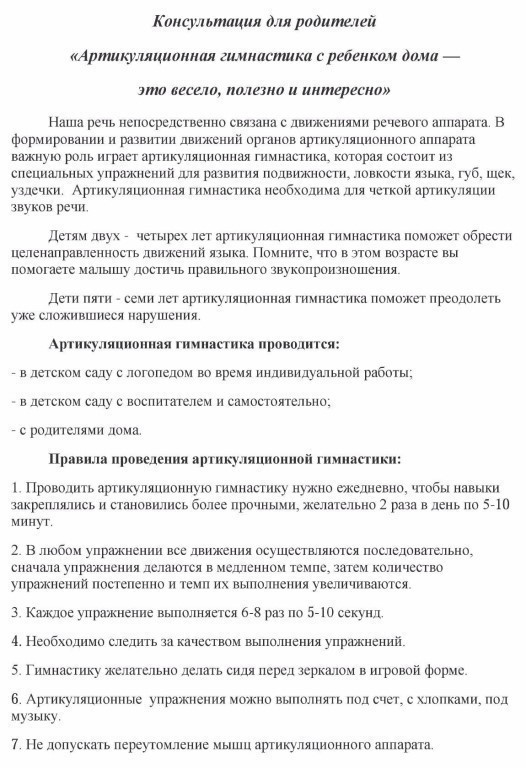 Консультация для родителей
«Артикуляционная гимнастика с ребенком дома —
это весело, полезно и интересно»
Наша речь непосредственно связана с движениями речевого аппарата. В
формировании и развитии движений органов артикуляционного аппарата
важную роль играет артикуляционная гимнастика, которая состоит из
специальных упражнений для развития подвижности, ловкости языка, губ, щек,
уздечки. Артикуляционная гимнастика необходима для четкой артикуляции
звуков речи.
Детям двух - четырех лет артикуляционная гимнастика поможет обрести
целенаправленность движений языка. Помните, что в этом возрасте вы
помогаете малышу достичь правильного звукопроизношения.
Дети пяти - семи лет артикуляционная гимнастика поможет преодолеть
уже сложившиеся нарушения.
Артикуляционная гимнастика проводится:
- в детском саду с логопедом во время индивидуальной работы;
- в детском саду с воспитателем и самостоятельно;
- с родителями дома.
Правила проведения артикуляционной гимнастики:
1. Проводить артикуляционную гимнастику нужно ежедневно, чтобы навыки
закреплялись и становились более прочными, желательно 2 раза в день по 5-10
минут.
2. В любом упражнении все движения осуществляются последовательно,
сначала упражнения делаются в медленном темпе, затем количество
упражнений постепенно и темп их выполнения увеличиваются.
3. Каждое упражнение выполняется 6-8 раз по 5-10 секунд.
4. Необходимо следить за качеством выполнения упражнений.
5. Гимнастику желательно делать сидя перед зеркалом в игровой форме.
6. Артикуляционные упражнения можно выполнять под счет, с хлопками, под
музыку.
7. Не допускать переутомление мышц артикуляционного аппарата.